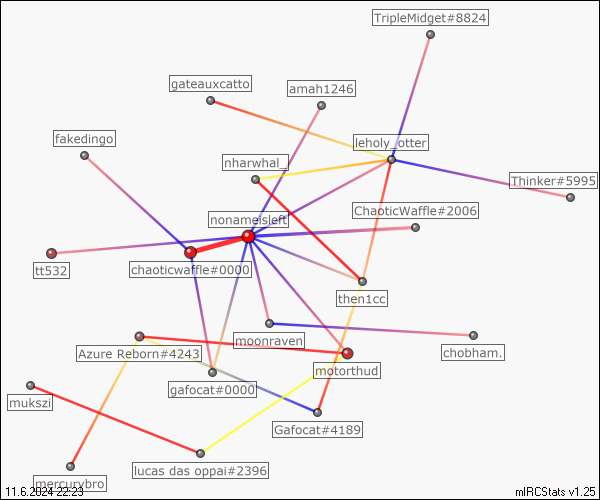 TripleMidget#8824
gateauxcatto
amah1246
fakedingo
leholy_otter
nharwhal_
Thinker#5995
ChaoticWaffle#2006
nonameisleft
tt532
chaoticwaffle#0000
then1cc
moonraven
chobham.
Azure Reborn#4243
motorthud
gafocat#0000
mukszi
Gafocat#4189
lucas das oppai#2396
mercurybro
11.6.2024 22:23
mIRCStats v1.25